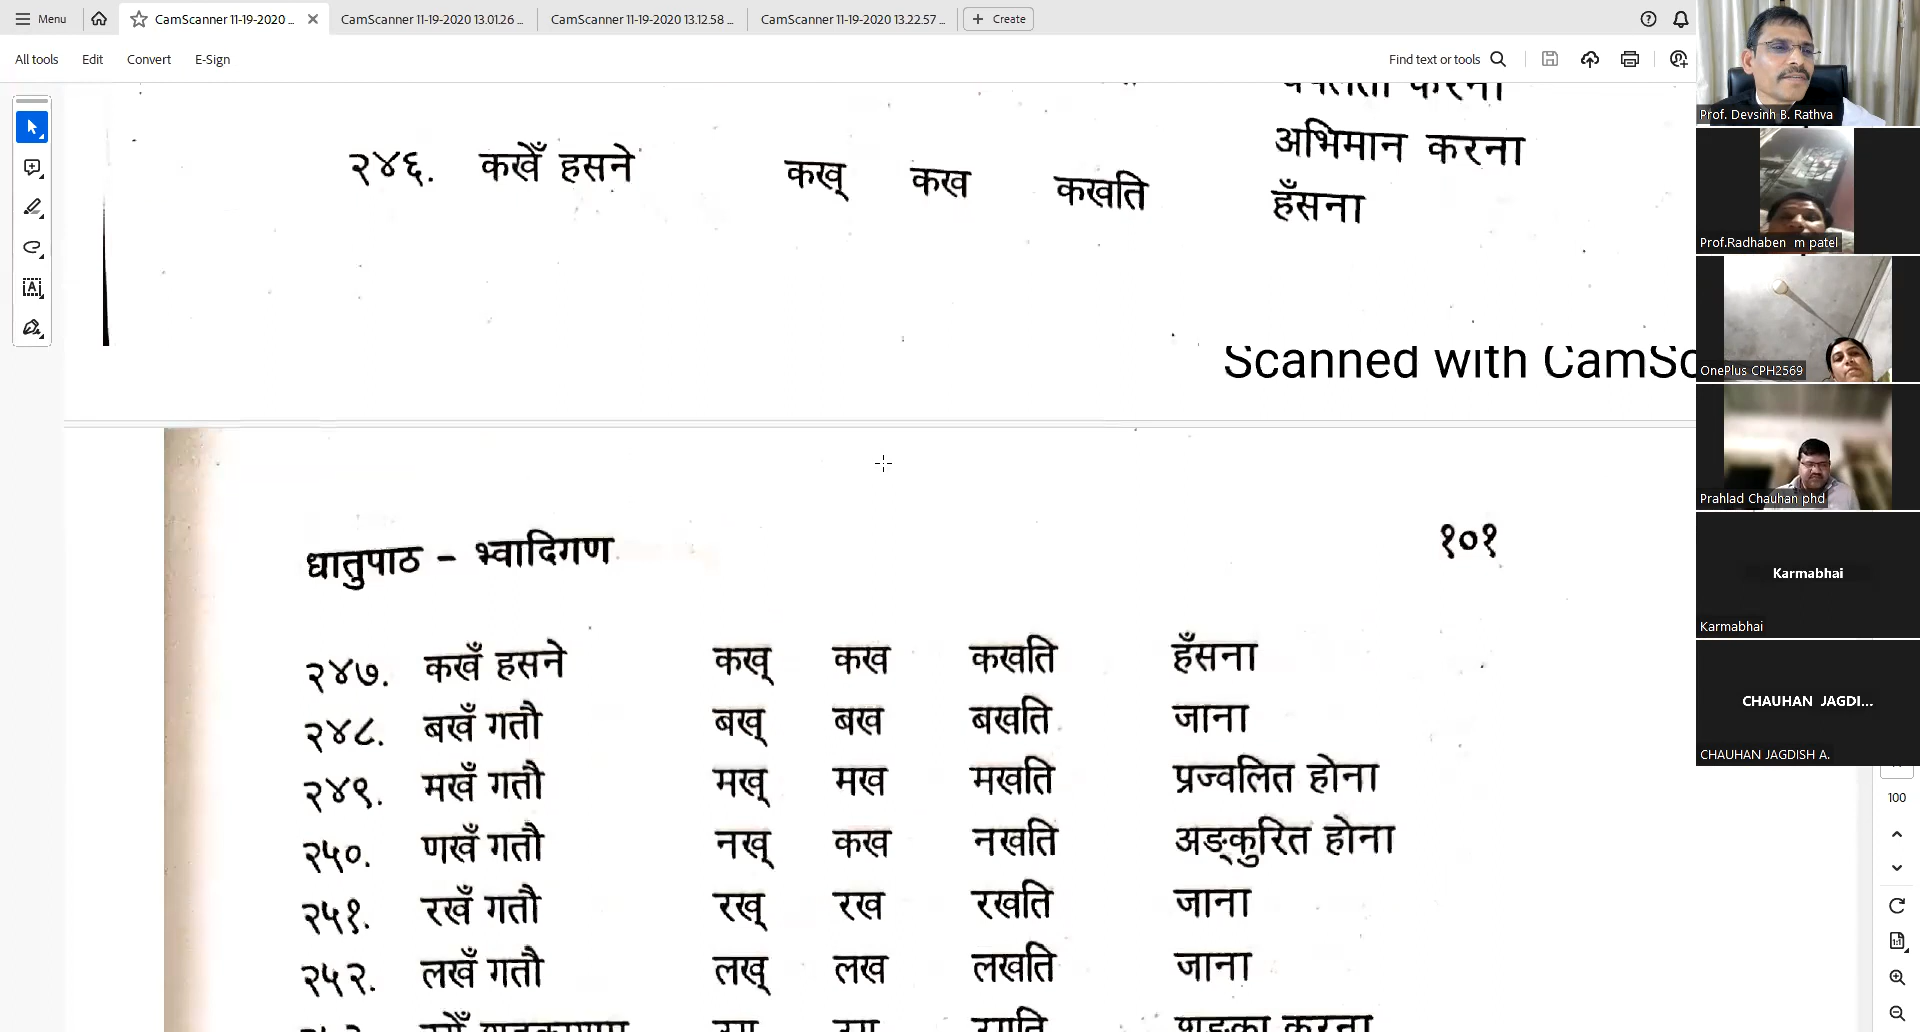 Menu CamScanner 11-19-2020 ... CamScanner 11-19-2020 13.01.26 ... CamScanner 11-19-2020 13.12.58 ... CamScanner 11-19-2020 13.22.57 ... Create
All tools Edit Convert E-Sign Find text or tools
Prof. Devsinh B. Rathva
अभिमान करना
२४६. कखेँ हसने कख् कख कखति हँसना
Prof.Radhaben m patel
Scanned with CamSc
OnePlus CPH2569
Prahlad Chauhan phd
धातुपाठ – भ्वादिगण १०१
Karmabhai
Karmabhai
२४७. कखँ हसने कख् कख कखति हँसना
२४८. बखँ गतौ बख् बख बखति जाना
CHAUHAN JAGDI...
CHAUHAN JAGDISH A.
२४९. मखँ गतौ मख् मख मखति प्रज्वलित होना
100
२५०. णखँ गतौ नख् कख नखति अङ्कुरित होना
२५१. रखँ गतौ रख् रख रखति जाना
२५२. लखँ गतौ लख् लख लखति जाना